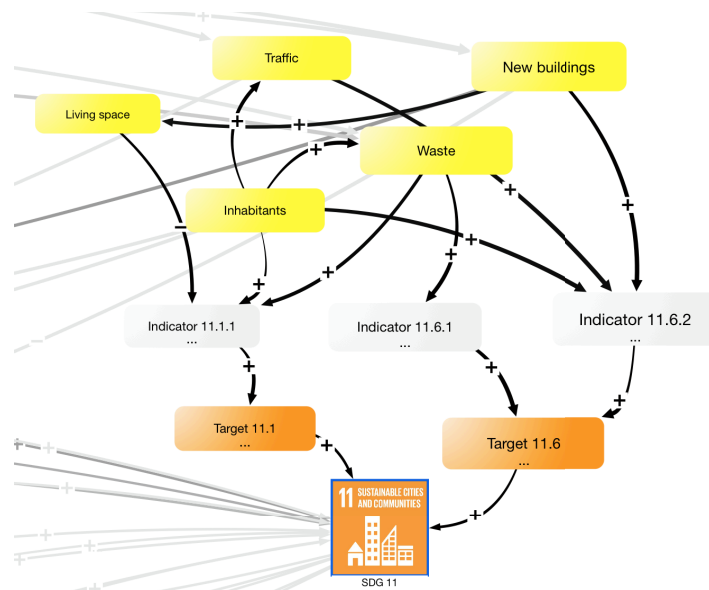 Traffic
New buildings
Living space
Waste
Inhabitants
Indicator 11.1.1
...
Indicator 11.6.1
...
Indicator 11.6.2
...
Target 11.1
...
Target 11.6
...
11 SUSTAINABLE CITIES
AND COMMUNITIES
SDG 11